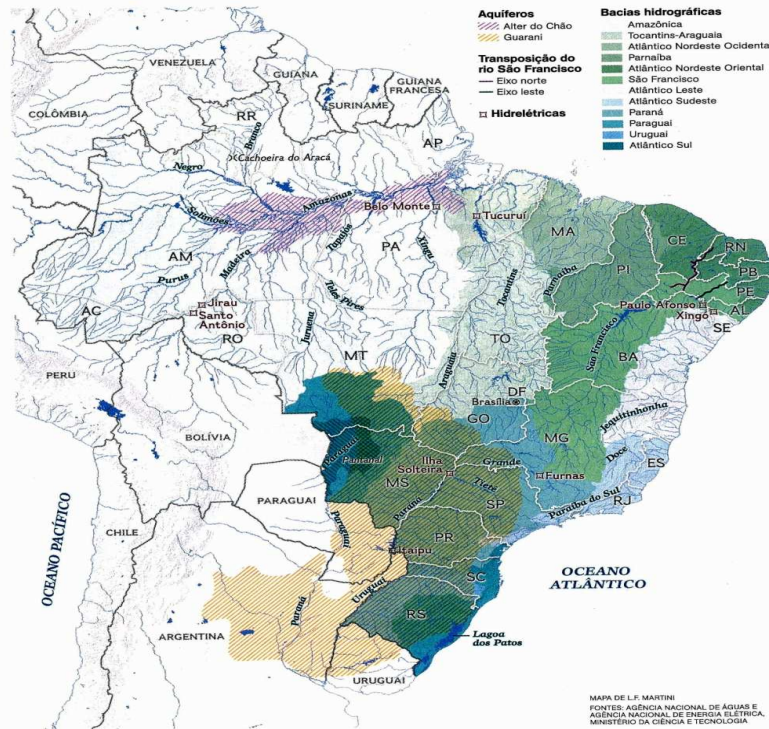 Aquíferos
Alter do Chão
Guarani
Transposição do
rio São Francisco
Eixo norte
Eixo leste
Hidrelétricas
Bacias hidrográficas
Amazônica
Tocantins-Araguaia
Atlântico Nordeste Ocidenta
Parnaíba
Atlântico Nordeste Oriental
São Francisco
Atlântico Leste
Atlântico Sudeste
Paraná
Paraguai
Uruguai
Atlântico Sul
VENEZUELA
GUIANA
GUIANA
FRANCESA
SURINAME
COLÔMBIA
RR
Branco
AP
Cachoeira do Aracá
Negro
Amazonas
Belo Monte
Tucuruí
Solimões
Tapajós
Xingu
MA
CE
RN
AM
Madeira
PA
PI
PB
Purus
Tocantins
Parnaíba
PE
Teles Pires
Paulo Afonso
AL
AC
Jirau
Santo
Antônio
Xingó
SE
RO
Juruena
TO
São Francisco
BA
MT
Araguaia
PERU
DF
Brasília
GO
Jequitinhonha
BOLÍVIA
MG
Paraguai
Pantanal
Ilha
Solteira
Grande
Doce
ES
MS
Furnas
Tietê
SP
RJ
PARAGUAI
Paraná
Paraíba do Sul
OCEANO PACÍFICO
CHILE
Paraguai
PR
Itaipu
SC
OCEANO
ATLÂNTICO
Uruguai
Paraná
RS
ARGENTINA
Lagoa
dos Patos
URUGUAI
MAPA DE L.F. MARTINI
FONTES: AGÊNCIA NACIONAL DE ÁGUAS E
AGÊNCIA NACIONAL DE ENERGIA ELÉTRICA,
MINISTÉRIO DA CIÊNCIA E TECNOLOGIA